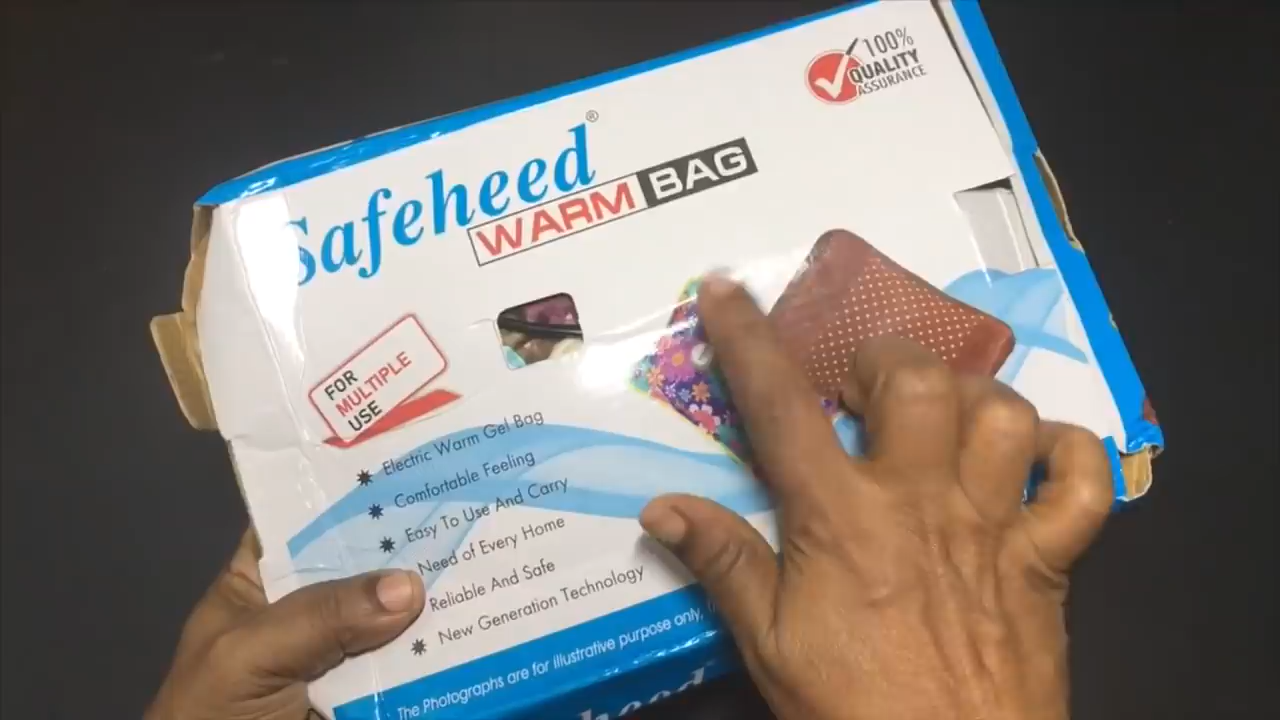 100%
QUALITY
ASSURANCE
Safeheed®
WARM BAG
FOR
MULTIPLE
USE
Electric Warm Gel Bag
Comfortable Feeling
Easy To Use And Carry
Need of Every Home
Reliable And Safe
New Generation Technology
The Photographs are for illustrative purpose only,
heed